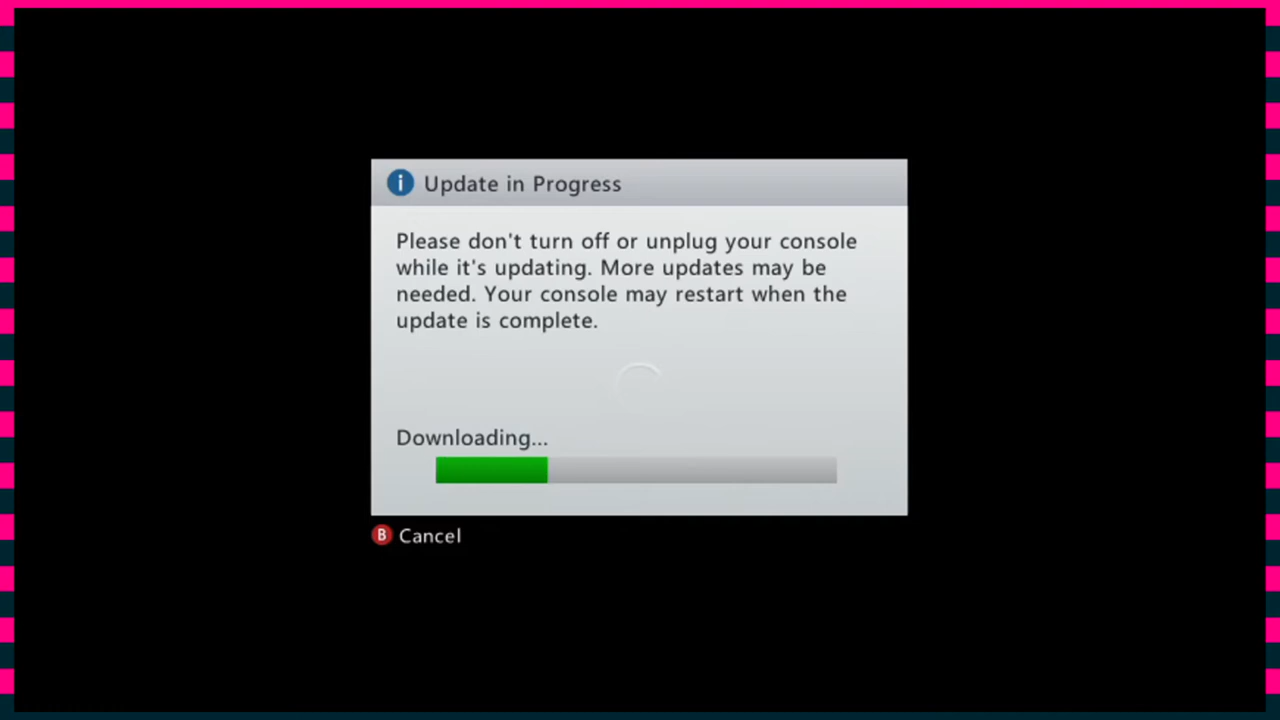 i Update in Progress
Please don't turn off or unplug your console
while it's updating. More updates may be
needed. Your console may restart when the
update is complete.
Downloading...
B Cancel